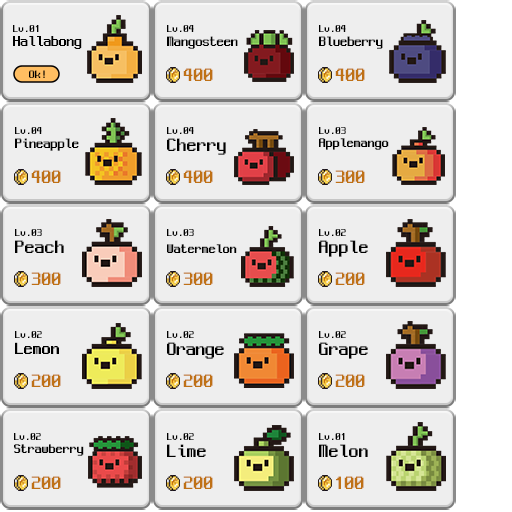 Lv.01
Hallabong
Ok!
Lv.04
Mangosteen
400
Lv.04
Blueberry
400
Lv.04
Pineapple
400
Lv.04
Cherry
400
Lv.03
Applemango
300
Lv.03
Peach
300
Lv.03
Watermelon
300
Lv.02
Apple
200
Lv.02
Lemon
200
Lv.02
Orange
200
Lv.02
Grape
200
Lv.02
Strawberry
200
Lv.02
Lime
200
Lv.01
Melon
100